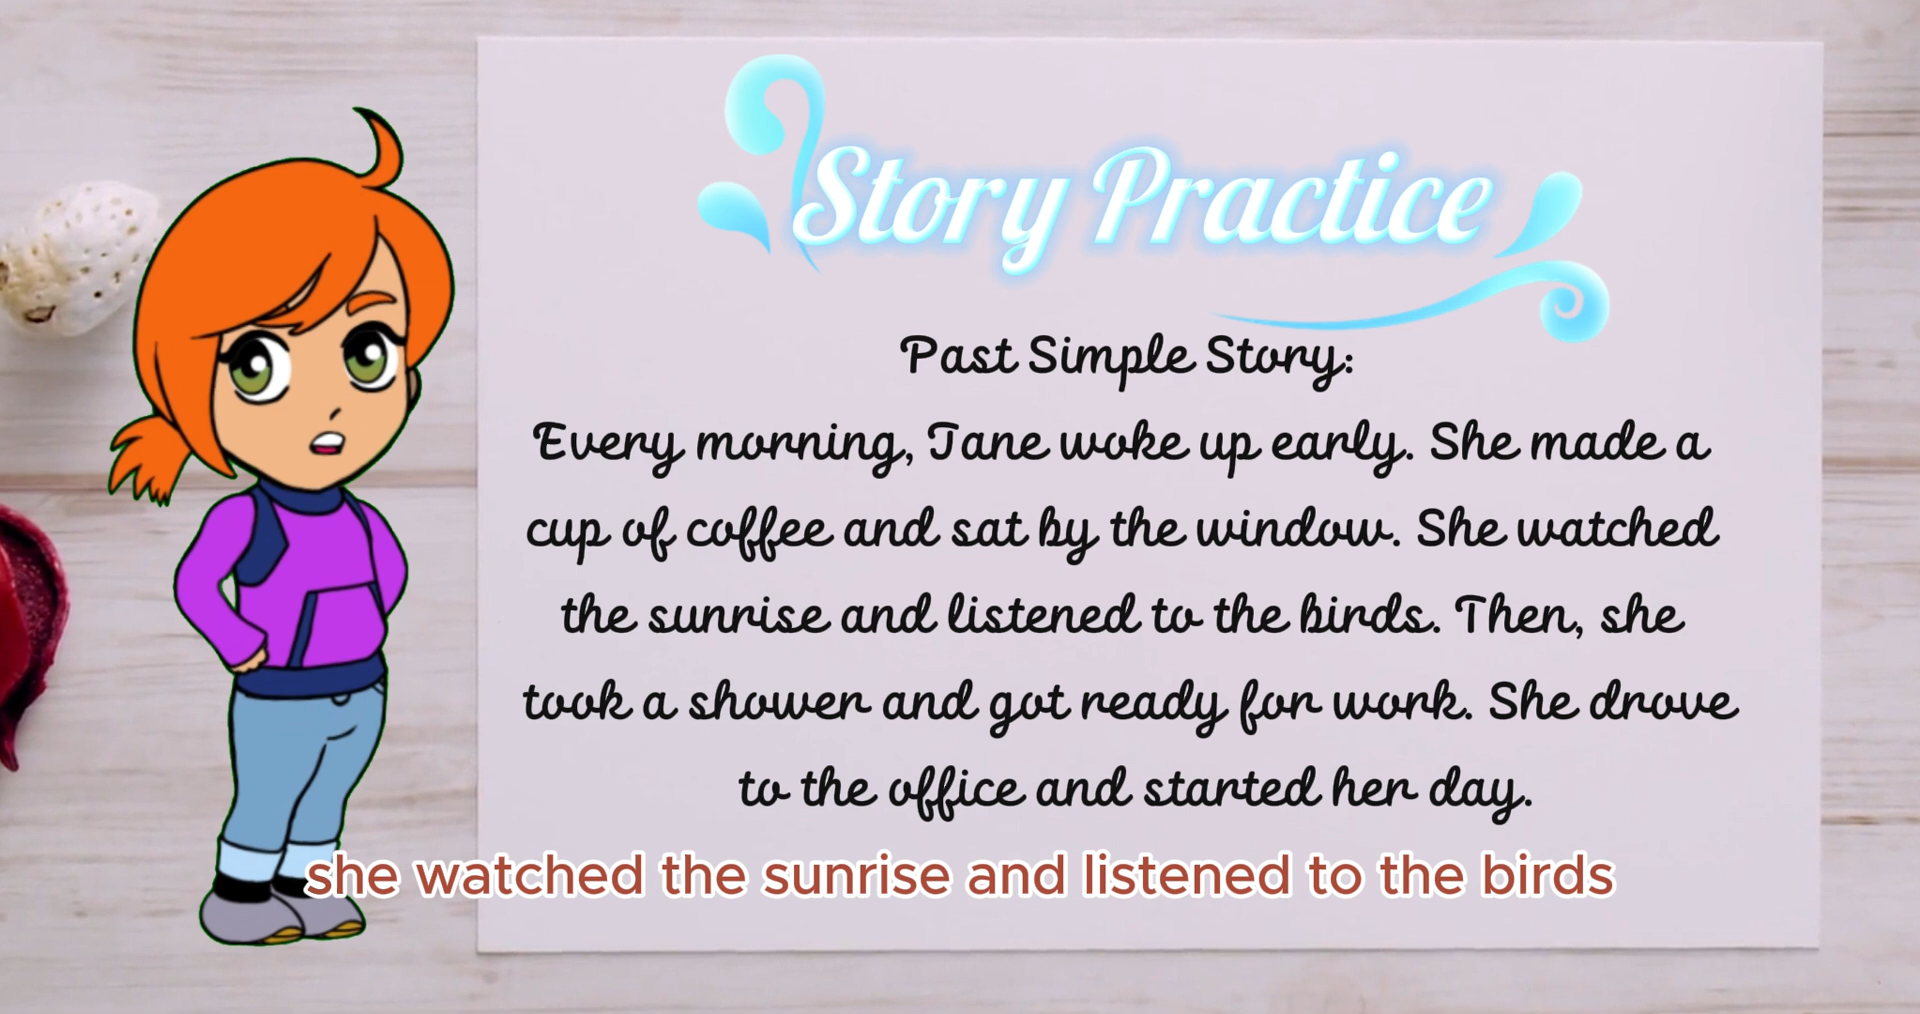 Story Practice
Past Simple Story:
Every morning, Jane woke up early. She made a
cup of coffee and sat by the window. She watched
the sunrise and listened to the birds. Then, she
took a shower and got ready for work. She drove
to the office and started her day.
she watched the sunrise and listened to the birds